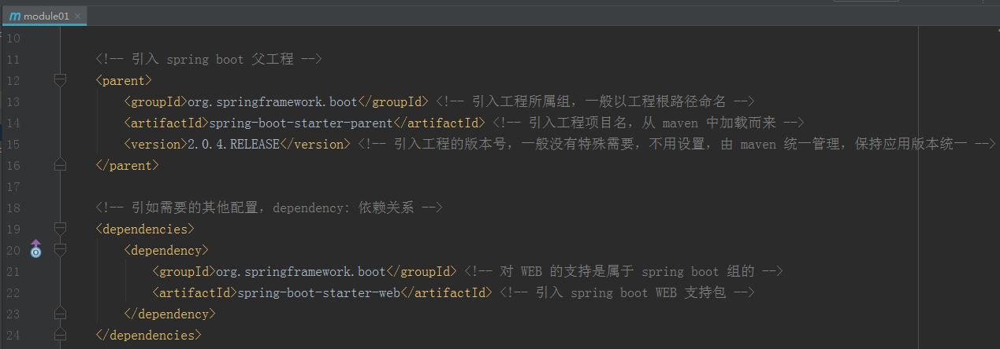 module01
10
11 <!-- 引入 spring boot 父工程 -->
12 <parent>
13 <groupId>org.springframework.boot</groupId> <!-- 引入工程所属组，一般以工程根路径命名 -->
14 <artifactId>spring-boot-starter-parent</artifactId> <!-- 引入工程项目名，从 maven 中加载而来 -->
15 <version>2.0.4.RELEASE</version> <!-- 引入工程的版本号，一般没有特殊需要，不用设置，由 maven 统一管理，保持应用版本统一 -->
16 </parent>
17
18 <!-- 引如需要的其他配置，dependency: 依赖关系 -->
19 <dependencies>
20 <dependency>
21 <groupId>org.springframework.boot</groupId> <!-- 对 WEB 的支持是属于 spring boot 组的 -->
22 <artifactId>spring-boot-starter-web</artifactId> <!-- 引入 spring boot WEB 支持包 -->
23 </dependency>
24 </dependencies>